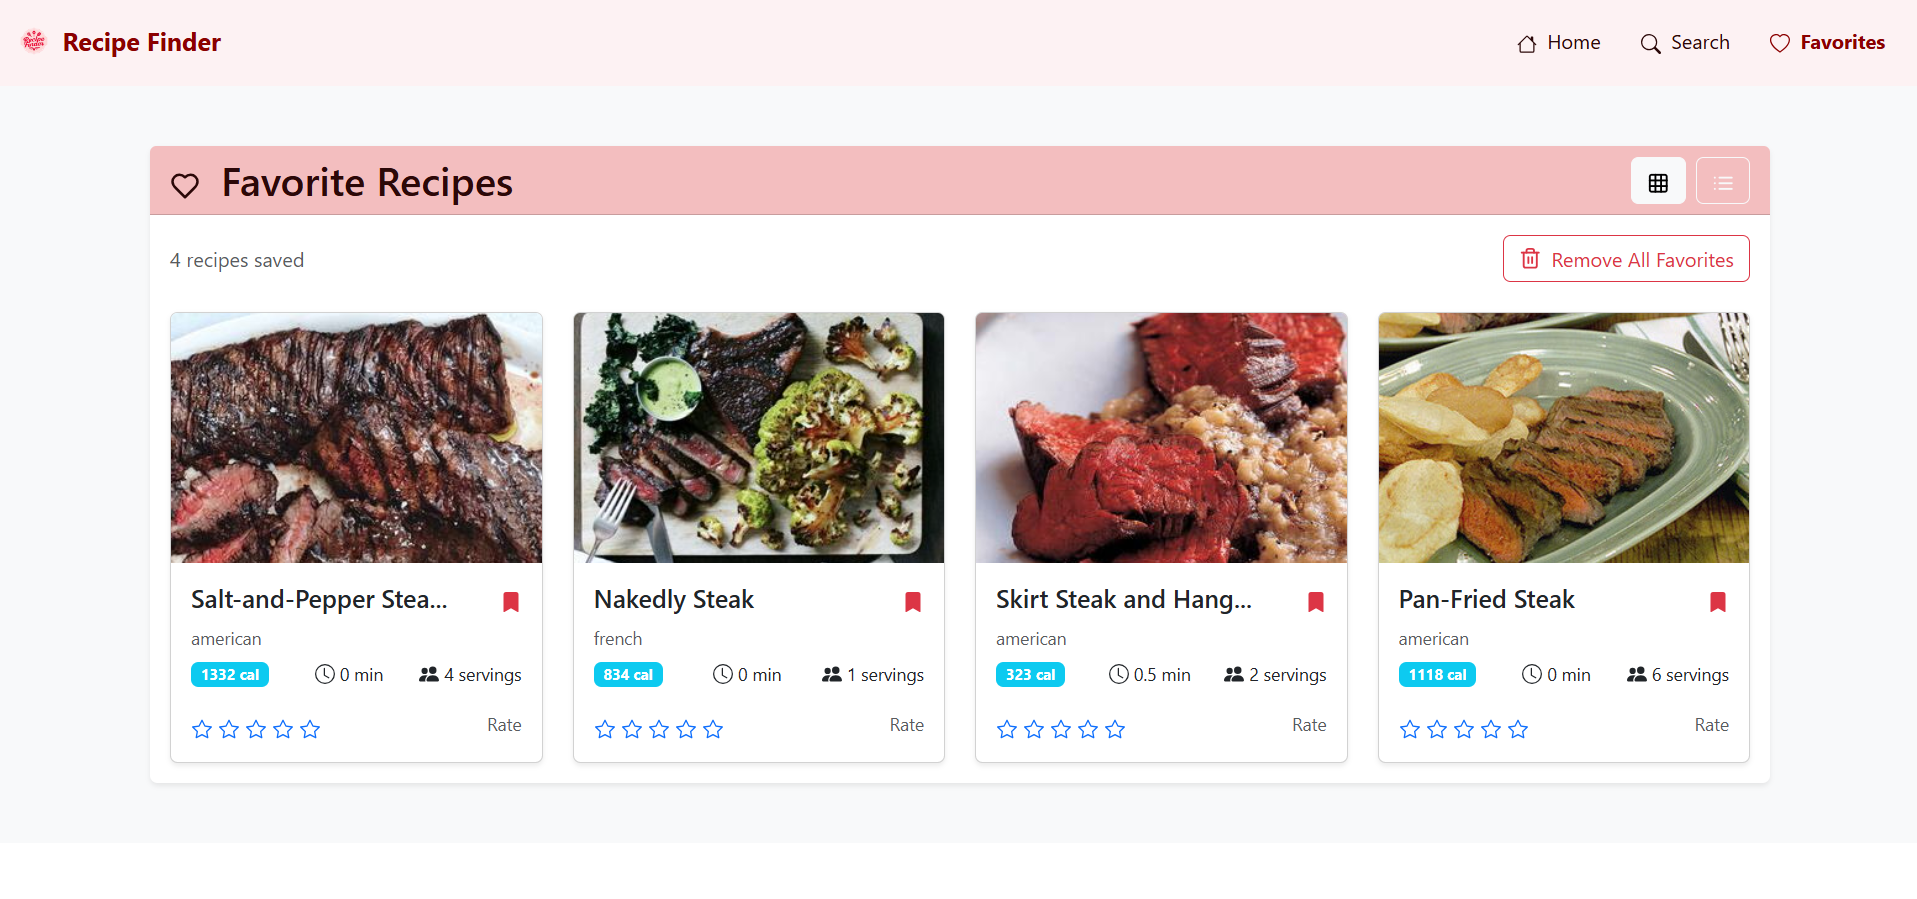 Recipe Finder
Recipe Finder
Home
Search
Favorites
Favorite Recipes
4 recipes saved
Remove All Favorites
Salt-and-Pepper Stea...
american
1332 cal
0 min
4 servings
Rate
Nakedly Steak
french
834 cal
0 min
1 servings
Rate
Skirt Steak and Hang...
american
323 cal
0.5 min
2 servings
Rate
Pan-Fried Steak
american
1118 cal
0 min
6 servings
Rate